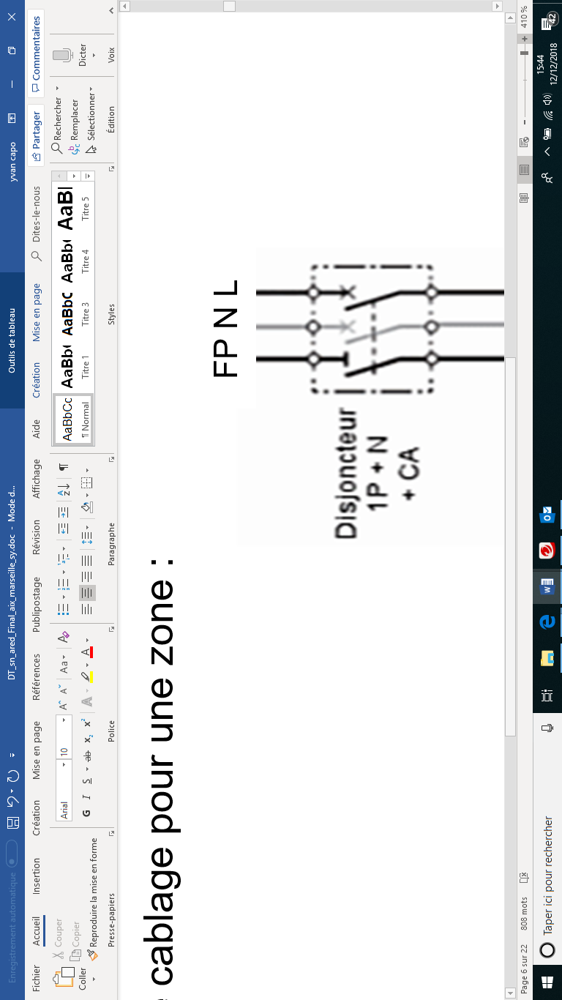 Enregistrement automatique
DT_sn_ared_Final_aix_marseille_sy.doc - Mode d...
Outils de tableau
yvan capo
Fichier
Accueil
Insertion
Création
Mise en page
Références
Publipostage
Révision
Affichage
Aide
Création
Mise en page
Dites-le-nous
Partager
Commentaires
Coller
Couper
Copier
Reproduire la mise en forme
Presse-papiers
Arial
10
Aa
G I S ab x₂ x²
A
Police
Paragraphe
AaBbCc
¶ Normal
AaBb(
Titre 1
AaBbC
Titre 3
AaBb(
Titre 4
AaBl
Titre 5
Styles
Rechercher
Remplacer
Sélectionner
Édition
Dicter
Voix
cablage pour une zone :
FP N L
Disjoncteur
1P + N
+ CA
Page 6 sur 22
808 mots
410 %
Taper ici pour rechercher
15:44
12/12/2018
42